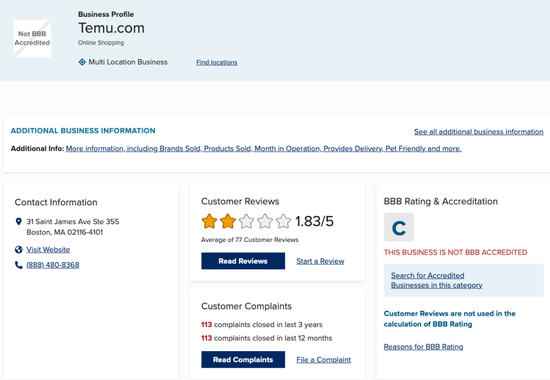 Not BBB
Accredited
Business Profile
Temu.com
Online Shopping
Multi Location Business
Find locations
ADDITIONAL BUSINESS INFORMATION
See all additional business information
Additional Info: More information, including Brands Sold, Products Sold, Month in Operation, Provides Delivery, Pet Friendly and more.
Contact Information
31 Saint James Ave Ste 355
Boston, MA 02116-4101
Visit Website
(888) 480-8368
Customer Reviews
1.83/5
Average of 77 Customer Reviews
Read Reviews
Start a Review
Customer Complaints
113 complaints closed in last 3 years
113 complaints closed in last 12 months
Read Complaints
File a Complaint
BBB Rating & Accreditation
C
THIS BUSINESS IS NOT BBB ACCREDITED
Search for Accredited
Businesses in this category
Customer Reviews are not used in the
calculation of BBB Rating
Reasons for BBB Rating